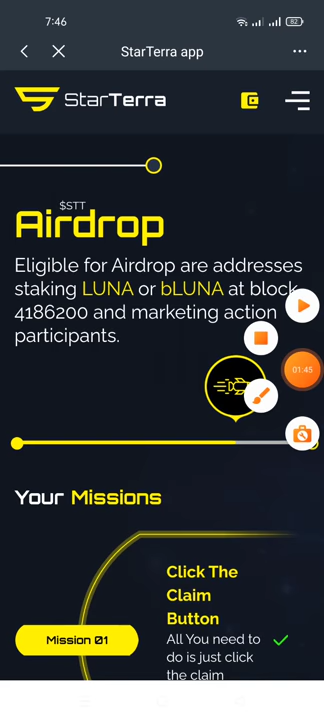 7:46
82
StarTerra app
StarTerra
$STT
Airdrop
Eligible for Airdrop are addresses
staking LUNA or bLUNA at block
4186200 and marketing action
participants.
01:45
Your Missions
Click The
Claim
Button
Mission 01
All You need to
do is just click
the claim